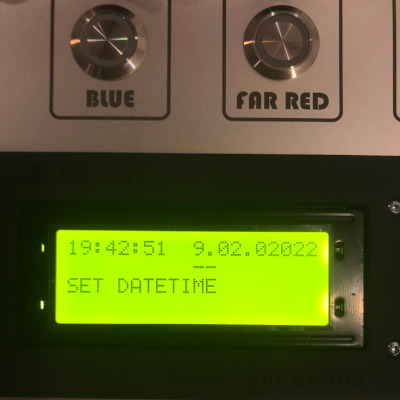 BLUE
FAR RED
19:42:51 9.02.02022
SET DATETIME